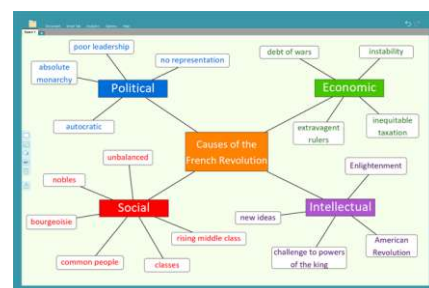 poor leadership
no representation
absolute
monarchy
Political
autocratic
debt of wars
instability
Economic
extravagent
rulers
inequitable
taxation
Causes of the
French Revolution
unbalanced
nobles
bourgeoisie
Social
rising middle class
common people
classes
Enlightenment
Intellectual
new ideas
challenge to powers
of the king
American
Revolution